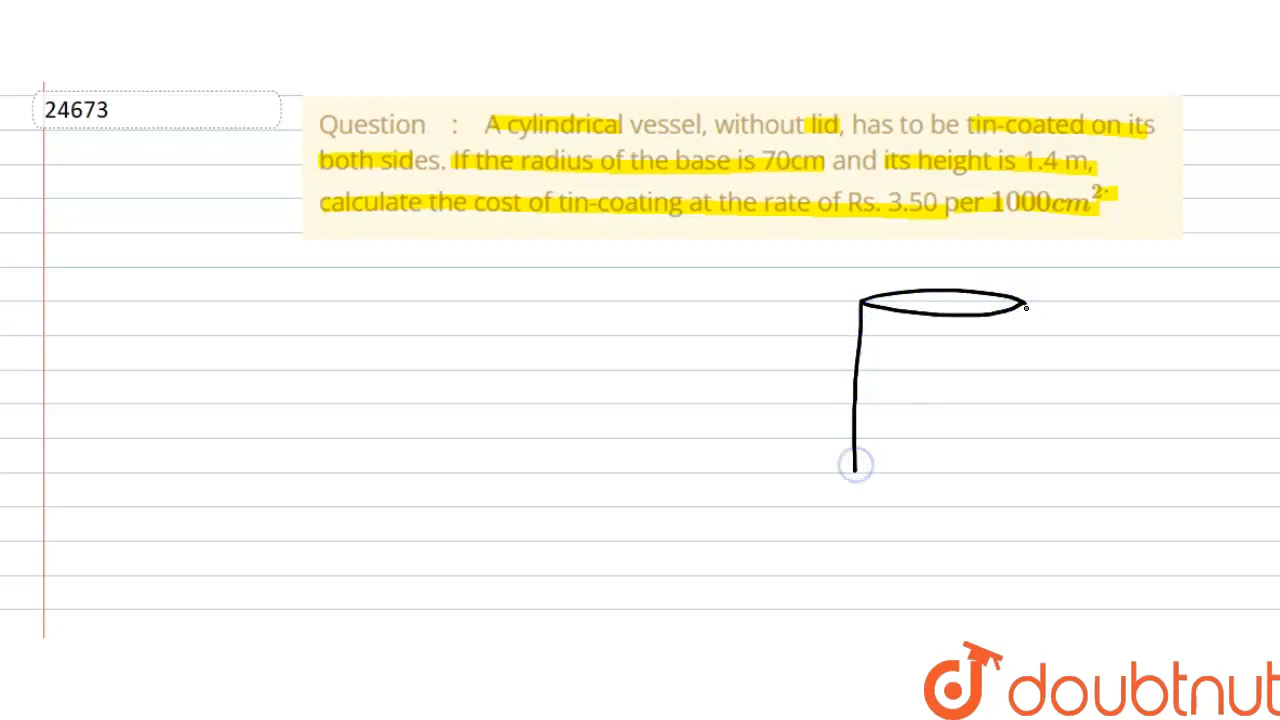 24673
Question : A cylindrical vessel, without lid, has to be tin-coated on its
both sides. If the radius of the base is 70cm and its height is 1.4 m,
calculate the cost of tin-coating at the rate of Rs. 3.50 per 1000cm².
doubtnut